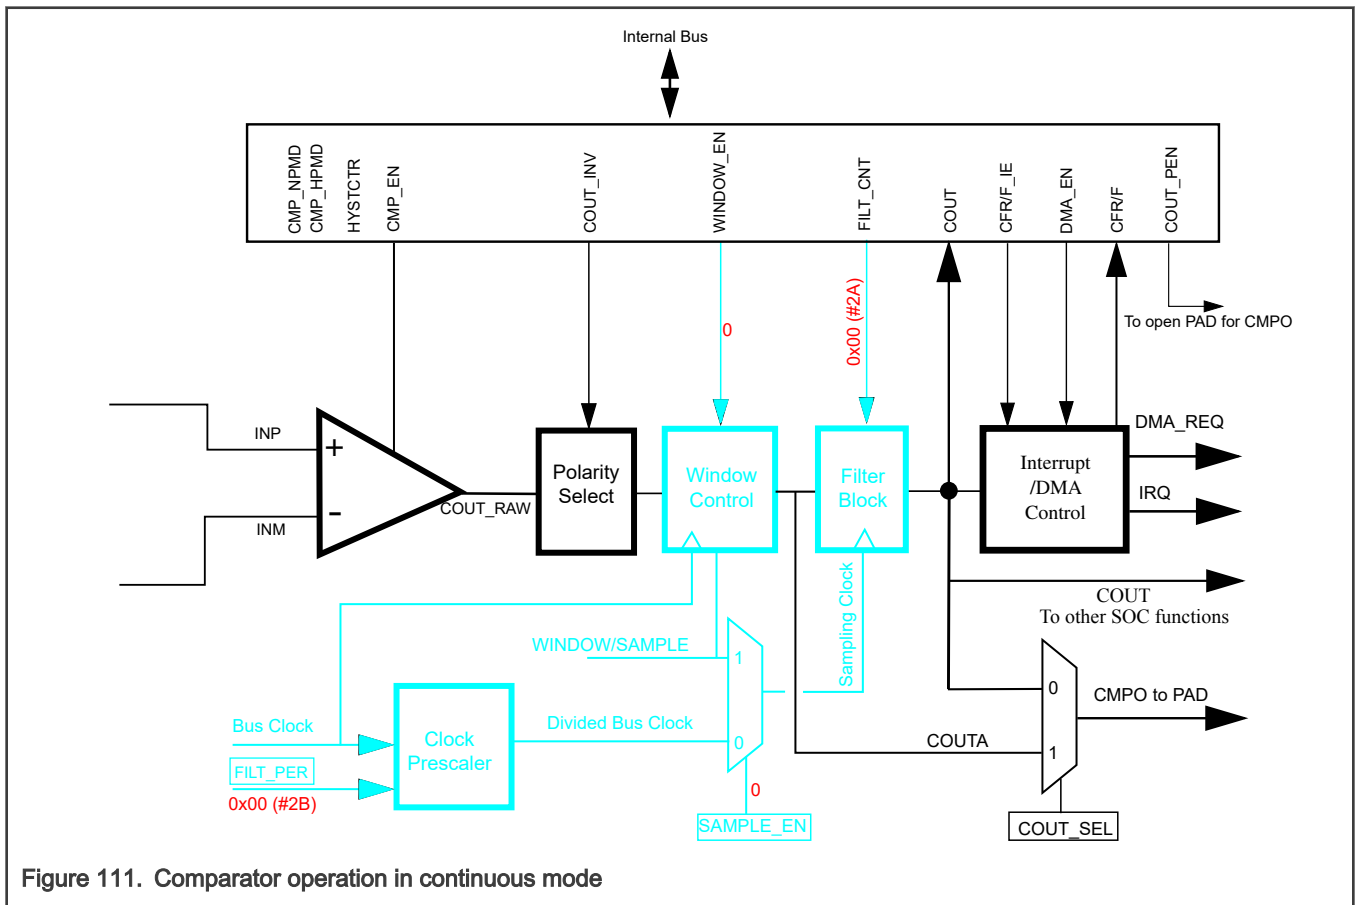 Internal Bus
CMP_NPMD
CMP_HPMD
HYSTCTR
CMP_EN
COUT_INV
WINDOW_EN
FILT_CNT
COUT
CFR/F_IE
DMA_EN
CFR/F
COUT_PEN
0
0x00 (#2A)
To open PAD for CMPO
INP
+
-
INM
COUT_RAW
Polarity
Select
Window
Control
Filter
Block
Interrupt
/DMA
Control
DMA_REQ
IRQ
COUT
To other SOC functions
Sampling Clock
WINDOW/SAMPLE
1
0
Divided Bus Clock
Bus Clock
FILT_PER
0x00 (#2B)
Clock
Prescaler
0
SAMPLE_EN
COUTA
0
1
CMPO to PAD
COUT_SEL
Figure 111. Comparator operation in continuous mode